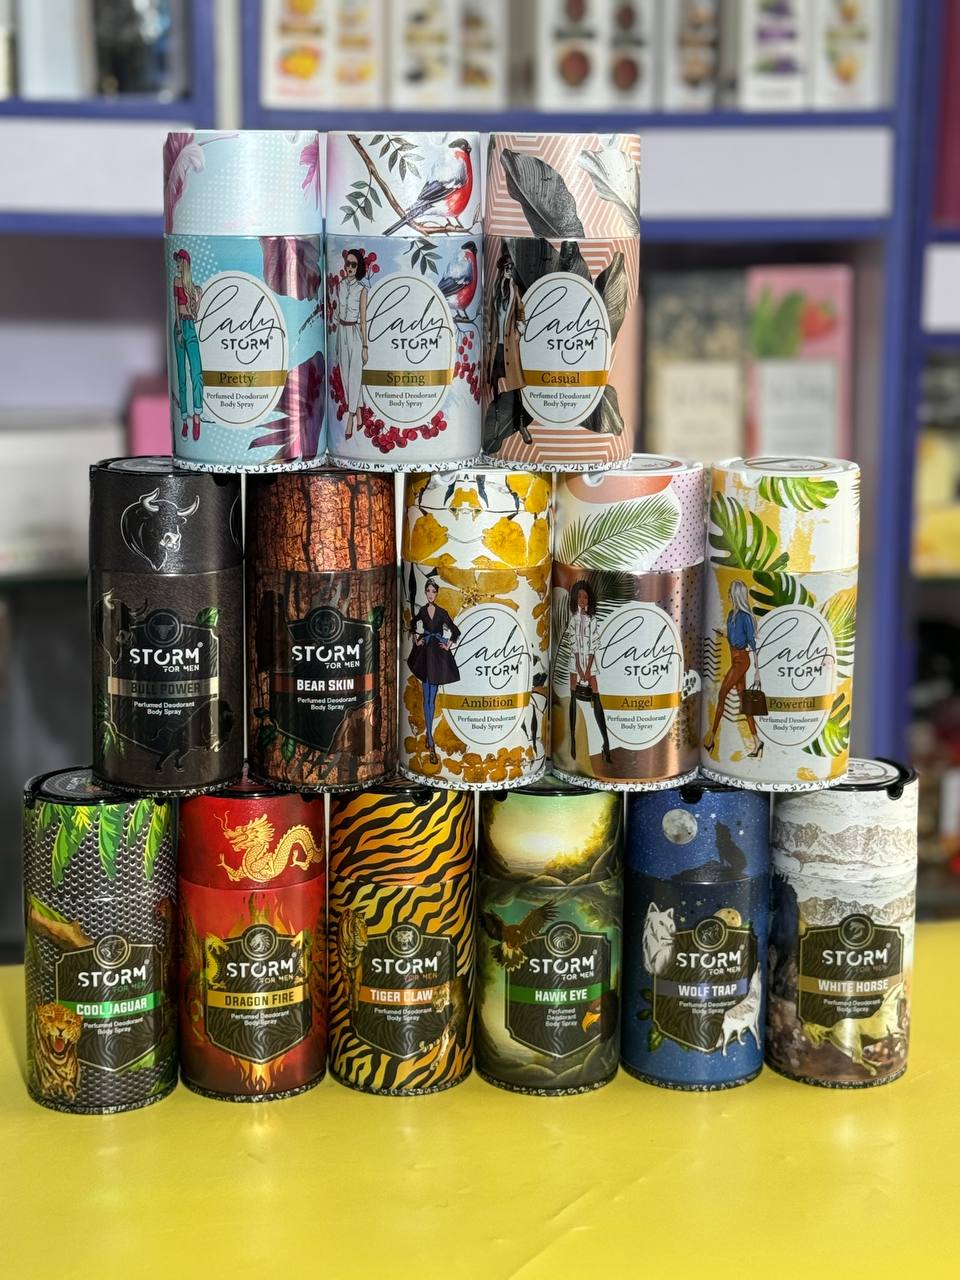 lady
STORM®
Pretty
Perfumed Deodorant
Body Spray
lady
STORM®
Spring
Perfumed Deodorant
Body Spray
lady
STORM®
Casual
Perfumed Deodorant
Body Spray
STORM®
FOR MEN
BULL POWER
Perfumed Deodorant
Body Spray
STORM®
FOR MEN
BEAR SKIN
Perfumed Deodorant
Body Spray
lady
STORM®
Ambition
Perfumed Deodorant
Body Spray
lady
STORM®
Angel
Perfumed Deodorant
Body Spray
lady
STORM®
Powerful
Perfumed Deodorant
Body Spray
STORM®
FOR MEN
COOL JAGUAR
Perfumed Deodorant
Body Spray
STORM®
FOR MEN
DRAGON FIRE
Perfumed Deodorant
Body Spray
STORM®
FOR MEN
TIGER CLAW
Perfumed Deodorant
Body Spray
STORM®
FOR MEN
HAWK EYE
Perfumed
Deodorant
Body Spray
STORM®
FOR MEN
WOLF TRAP
Perfumed Deodorant
Body Spray
STORM®
FOR MEN
WHITE HORSE
Perfumed Deodorant
Body Spray